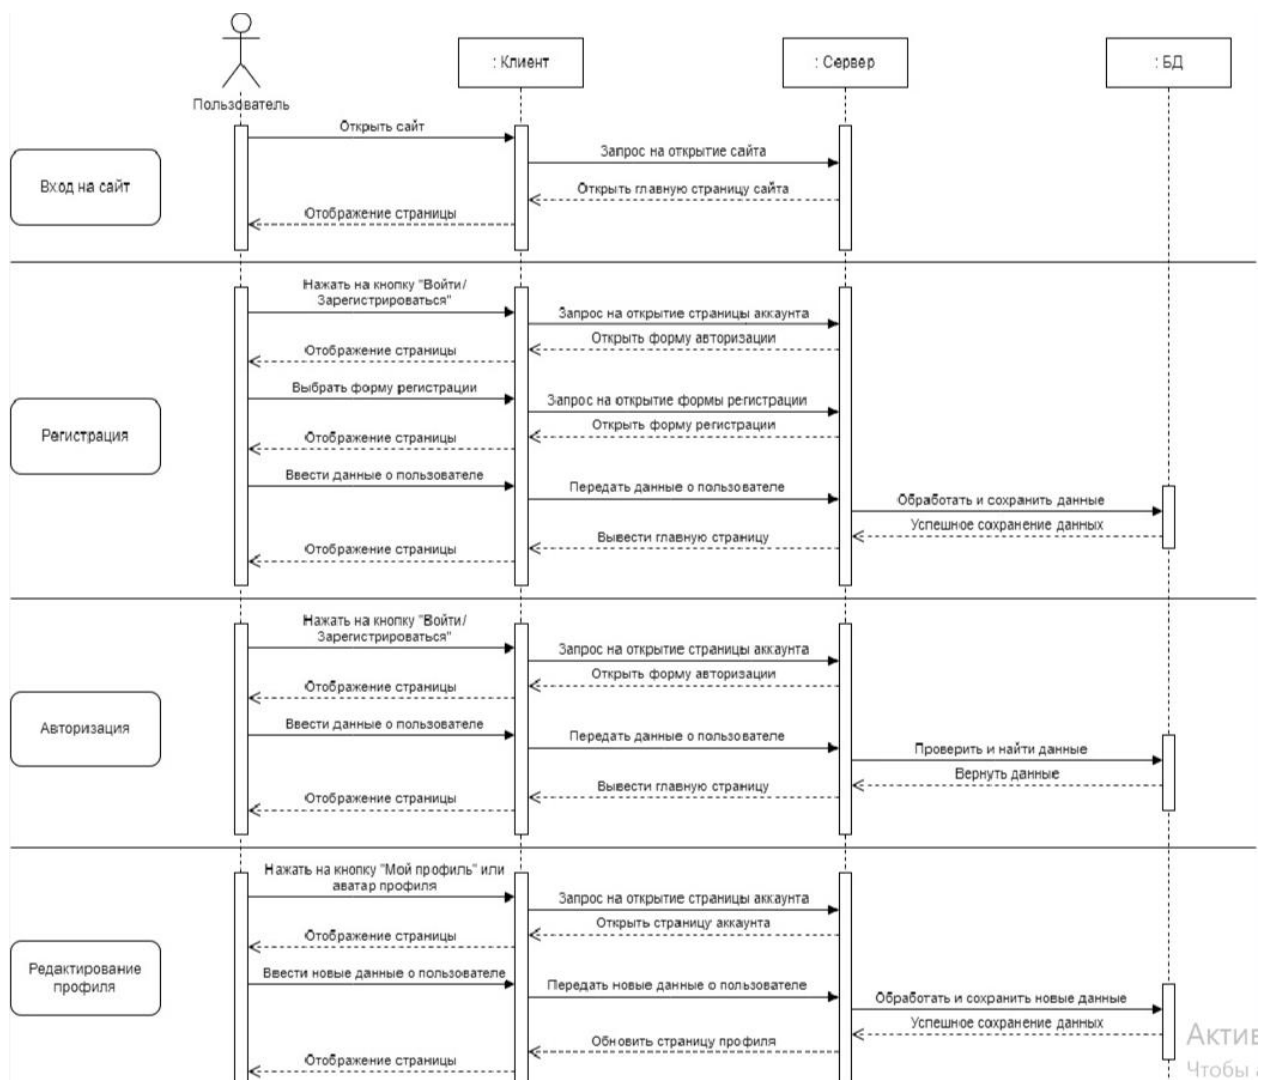 : Клиент
: Сервер
: БД
Пользователь
Открыть сайт
Запрос на открытие сайта
Вход на сайт
Открыть главную страницу сайта
Отображение страницы
Нажать на кнопку "Войти/
Зарегистрироваться"
Запрос на открытие страницы аккаунта
Открыть форму авторизации
Отображение страницы
Выбрать форму регистрации
Запрос на открытие формы регистрации
Открыть форму регистрации
Регистрация
Отображение страницы
Ввести данные о пользователе
Передать данные о пользователе
Обработать и сохранить данные
Успешное сохранение данных
Вывести главную страницу
Отображение страницы
Нажать на кнопку "Войти/
Зарегистрироваться"
Запрос на открытие страницы аккаунта
Открыть форму авторизации
Отображение страницы
Ввести данные о пользователе
Авторизация
Передать данные о пользователе
Проверить и найти данные
Вернуть данные
Вывести главную страницу
Отображение страницы
Нажать на кнопку "Мой профиль" или
аватар профиля
Запрос на открытие страницы аккаунта
Открыть страницу аккаунта
Отображение страницы
Редактирование
профиля
Ввести новые данные о пользователе
Передать новые данные о пользователе
Обработать и сохранить новые данные
Успешное сохранение данных
Обновить страницу профиля
Отображение страницы
Актив
Чтобы